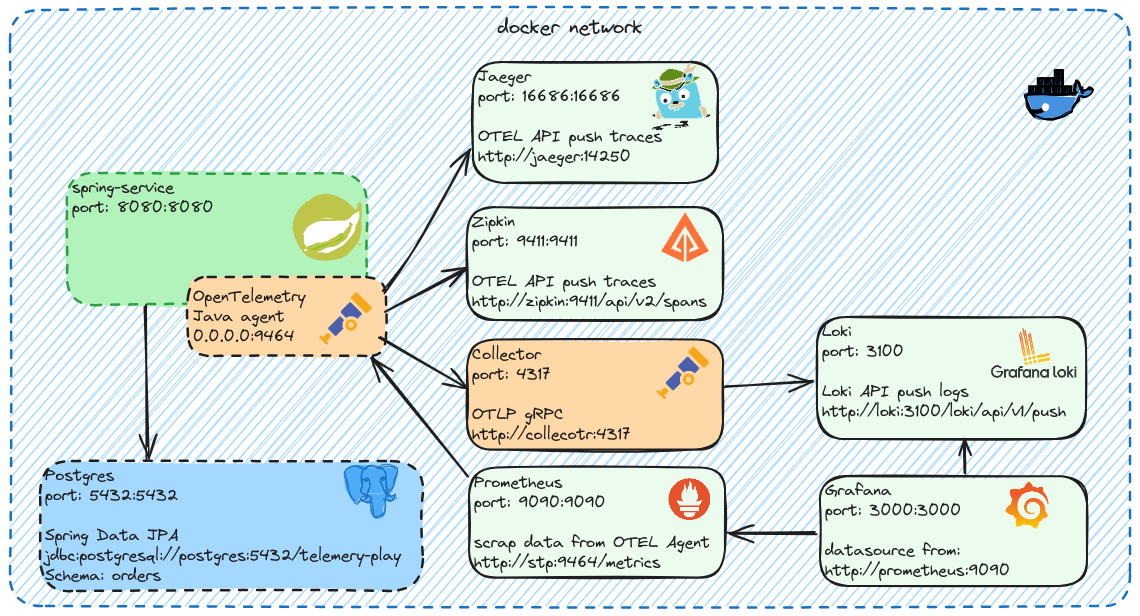 docker network
Jaeger
port: 16686:16686
OTEL API push traces
http://jaeger:14250
spring-service
port: 8080:8080
OpenTelemetry
Java agent
0.0.0.0:9464
Zipkin
port: 9411:9411
OTEL API push traces
http://zipkin:9411/api/v2/spans
Collector
port: 4317
OTLP gRPC
http://collecotr:4317
Loki
port: 3100
Grafana loki
Loki API push logs
http://loki:3100/loki/api/v1/push
Postgres
port: 5432:5432
Spring Data JPA
jdbc:postgresql://postgres:5432/telemery-play
Schema: orders
Prometheus
port: 9090:9090
scrap data from OTEL Agent
http://stp:9464/metrics
Grafana
port: 3000:3000
datasource from:
http://prometheus:9090